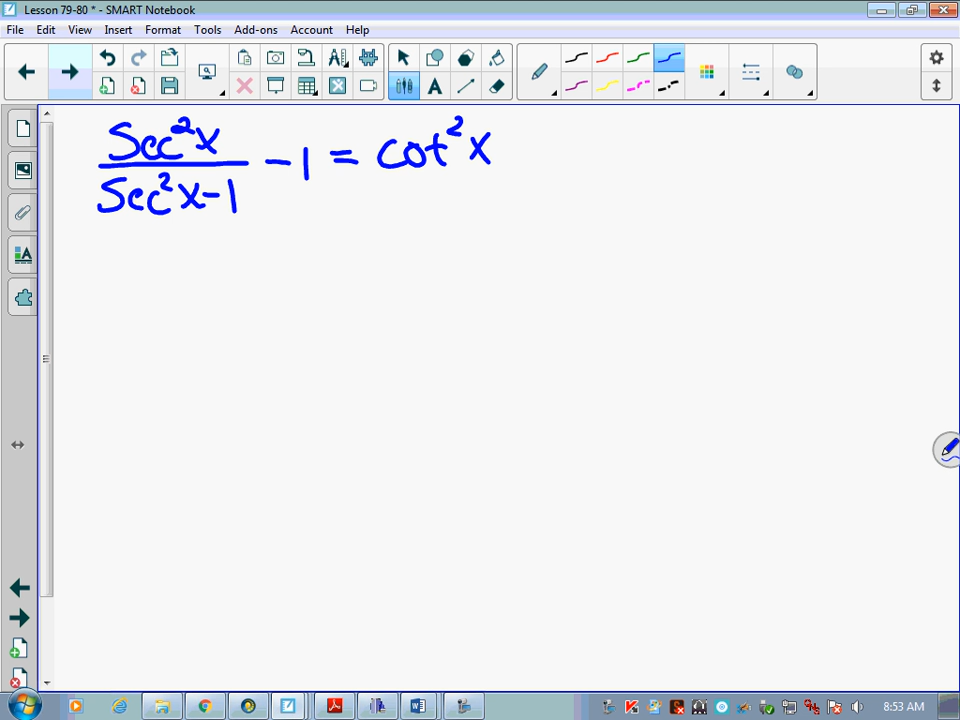 Lesson 79-80 * - SMART Notebook
File Edit View Insert Format Tools Add-ons Account Help
Sec²x
Sec²x-1
-1 = cot²x
8:53 AM